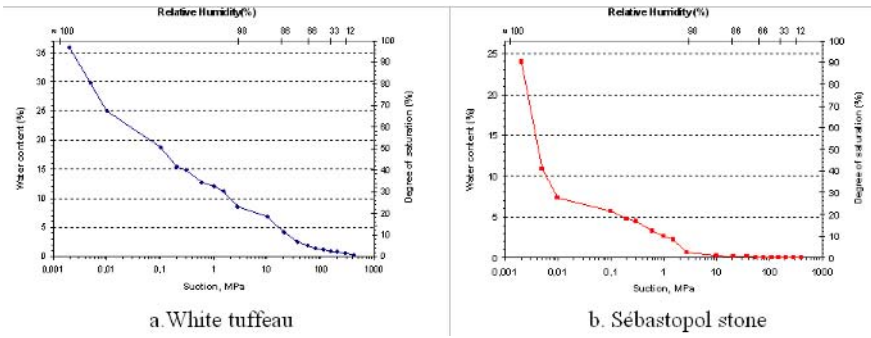 Relative Humidity(%)
≈ 100 98 86 66 33 12
35
30
25
20
15
10
5
0
Water content (%)
100
90
80
70
60
50
40
30
20
10
0
Degree of saturation (%)
0.001 0.01 0.1 1 10 100 1000
Suction, MPa
a.White tuffeau
Relative Humidity(%)
≈ 100 98 86 66 33 12
25
20
15
10
5
0
Water content (%)
100
90
80
70
60
50
40
30
20
10
0
Degree of saturation (%)
0.001 0.01 0.1 1 10 100 1000
Suction, MPa
b. Sébastopol stone